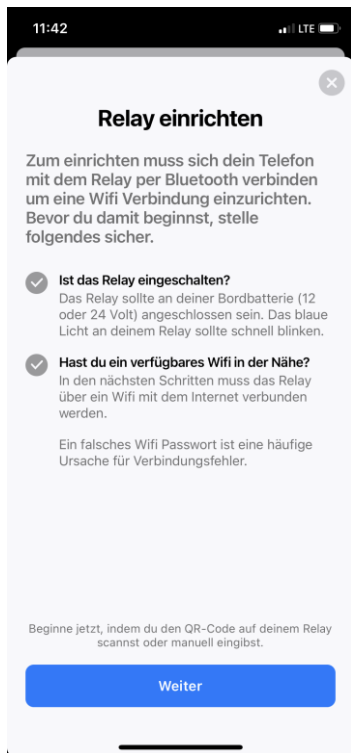 11:42
LTE
Relay einrichten
Zum einrichten muss sich dein Telefon
mit dem Relay per Bluetooth verbinden
um eine Wifi Verbindung einzurichten.
Bevor du damit beginnst, stelle
folgendes sicher.
Ist das Relay eingeschalten?
Das Relay sollte an deiner Bordbatterie (12
oder 24 Volt) angeschlossen sein. Das blaue
Licht an deinem Relay sollte schnell blinken.
Hast du ein verfügbares Wifi in der Nähe?
In den nächsten Schritten muss das Relay
über ein Wifi mit dem Internet verbunden
werden.
Ein falsches Wifi Passwort ist eine häufige
Ursache für Verbindungsfehler.
Beginne jetzt, indem du den QR-Code auf deinem Relay
scannst oder manuell eingibst.
Weiter